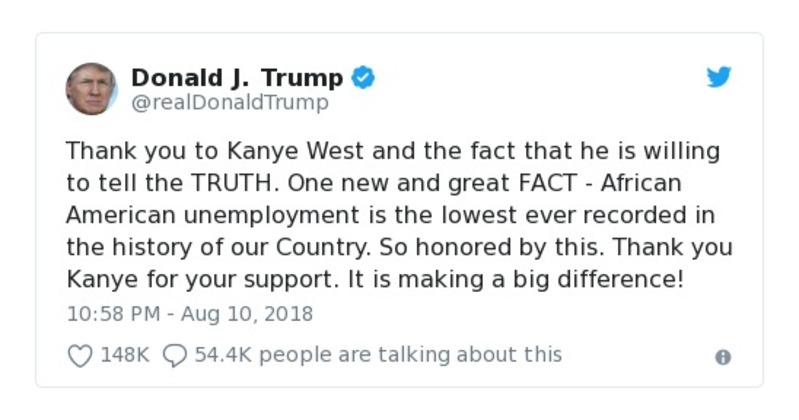 Donald J. Trump
@realDonaldTrump
Thank you to Kanye West and the fact that he is willing
to tell the TRUTH. One new and great FACT - African
American unemployment is the lowest ever recorded in
the history of our Country. So honored by this. Thank you
Kanye for your support. It is making a big difference!
10:58 PM - Aug 10, 2018
148K 54.4K people are talking about this